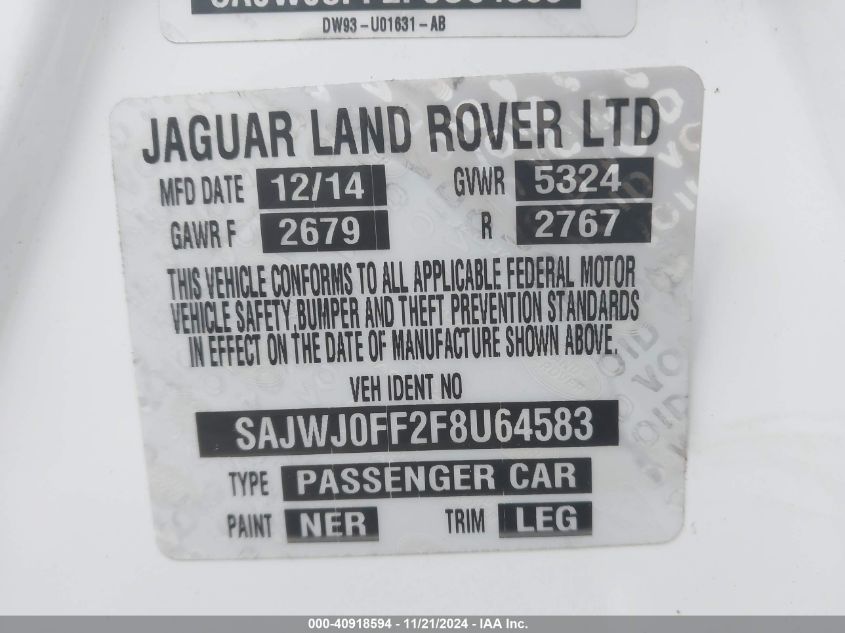 DW93-U01631-AB
JAGUAR LAND ROVER LTD
MFD DATE 12/14 GVWR 5324
GAWR F 2679 R 2767
THIS VEHICLE CONFORMS TO ALL APPLICABLE FEDERAL MOTOR
VEHICLE SAFETY, BUMPER AND THEFT PREVENTION STANDARDS
IN EFFECT ON THE DATE OF MANUFACTURE SHOWN ABOVE.
VEH IDENT NO
SAJWJ0FF2F8U64583
TYPE PASSENGER CAR
PAINT NER TRIM LEG
000-40918594 - 11/21/2024 - IAAI Inc.